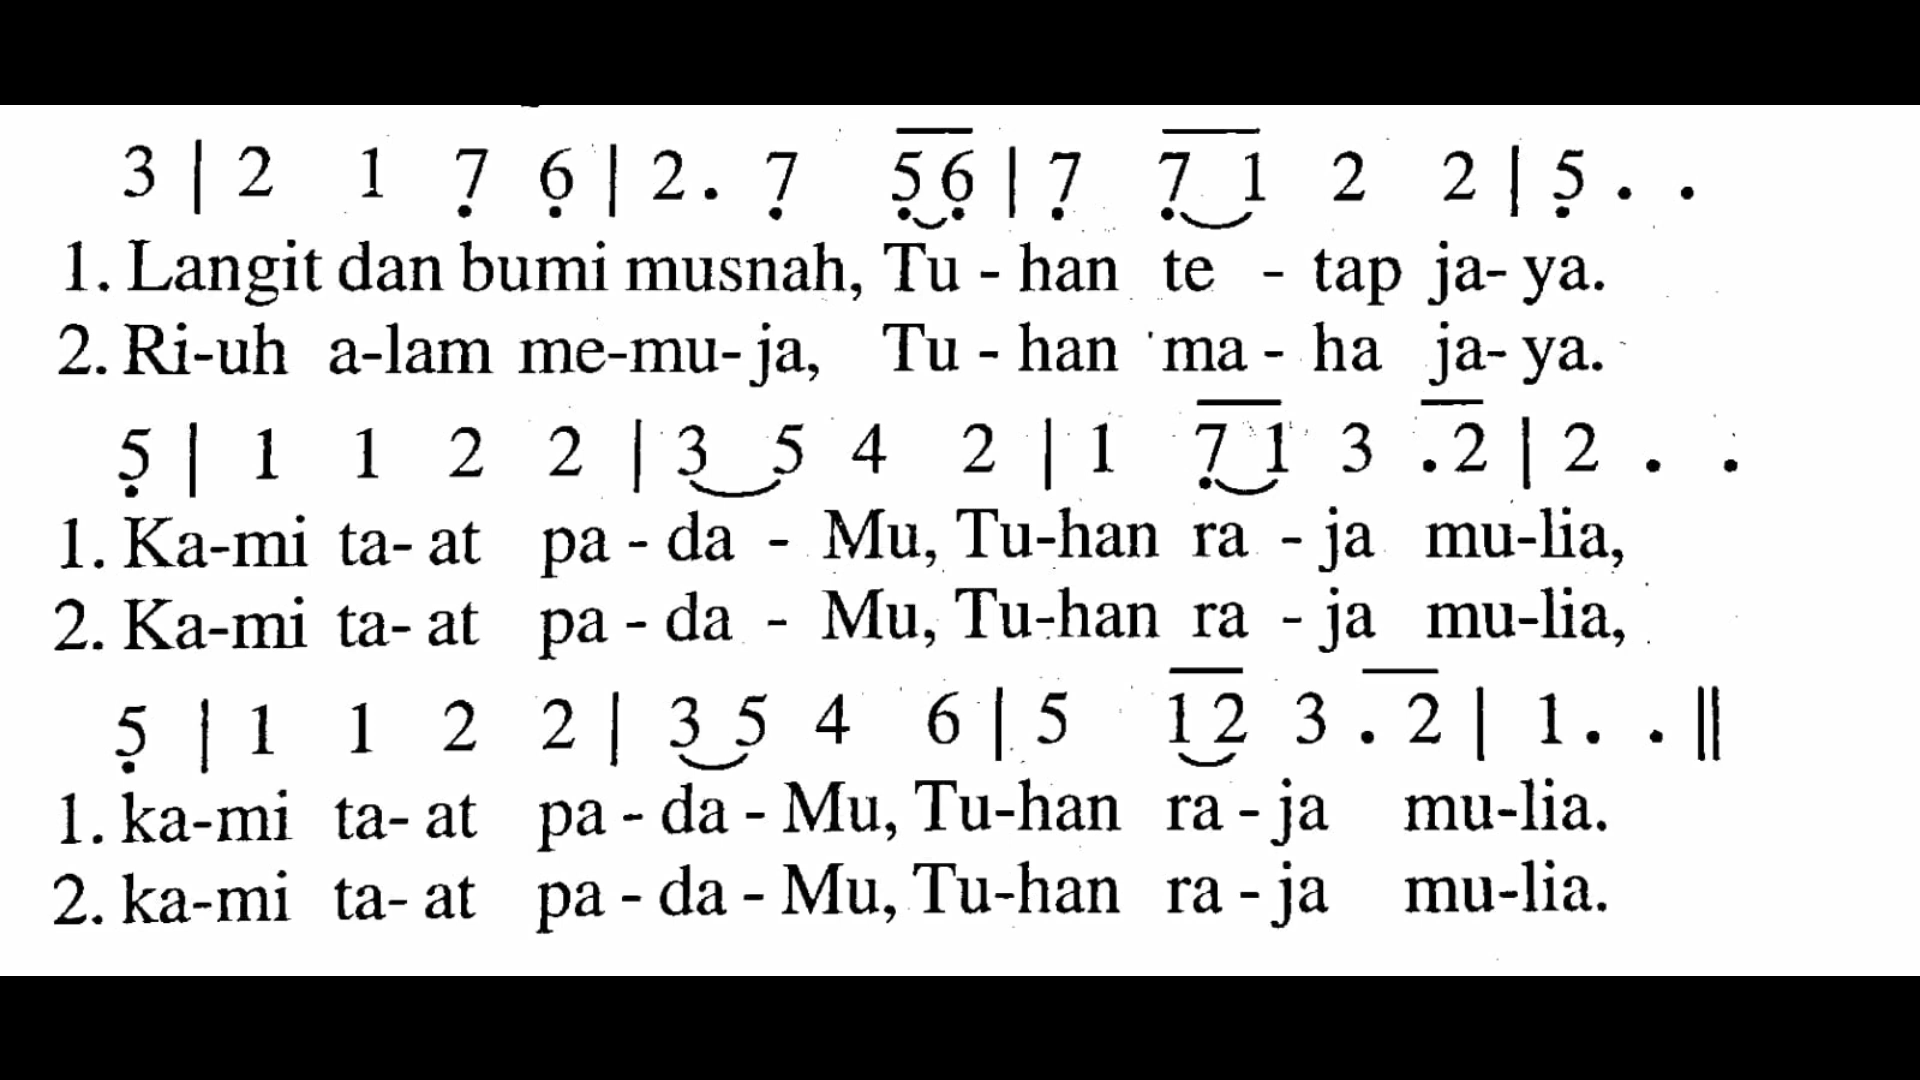 3 | 2 1 7̣ 6̣ | 2 . 7̣ 5̣ 6̣ | 7̣ 7̣ 1 2 2 | 5̣ . .
1. Langit dan bumi musnah, Tu - han te - tap ja- ya.
2. Ri-uh a-lam me-mu- ja, Tu - han ma - ha ja- ya.
5̣ | 1 1 2 2 | 3 5 4 2 | 1 7̣ 1 3 . 2 | 2 . .
1. Ka-mi ta- at pa - da - Mu, Tu-han ra - ja mu-lia,
2. Ka-mi ta- at pa - da - Mu, Tu-han ra - ja mu-lia,
5̣ | 1 1 2 2 | 3 5 4 6 | 5 1 2 3 . 2 | 1 . . ||
1. ka-mi ta- at pa - da - Mu, Tu-han ra - ja mu-lia.
2. ka-mi ta- at pa - da - Mu, Tu-han ra - ja mu-lia.